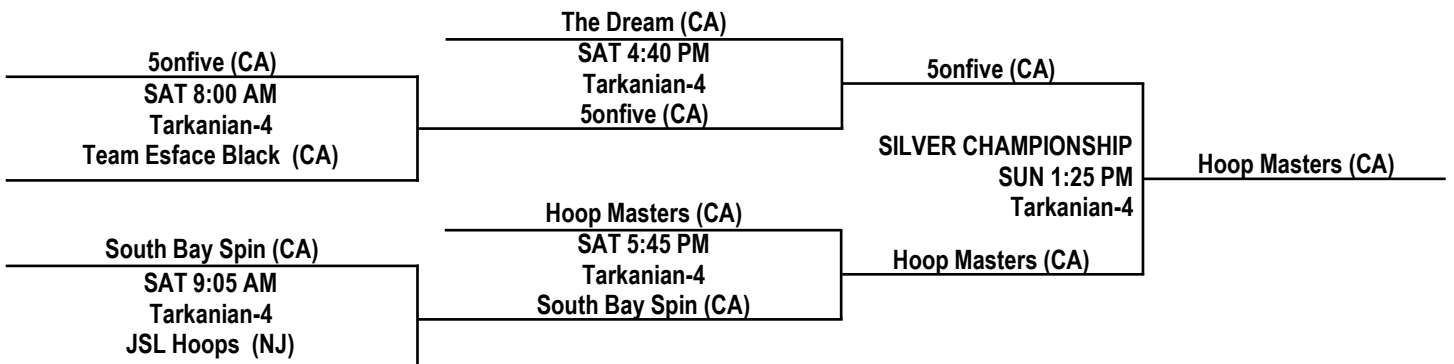 The Dream (CA)
SAT 4:40 PM
Tarkanian-4
5onfive (CA)
5onfive (CA)
SAT 8:00 AM
Tarkanian-4
Team Esface Black  (CA)
5onfive (CA)
SILVER CHAMPIONSHIP
SUN 1:25 PM
Tarkanian-4
Hoop Masters (CA)
Hoop Masters (CA)
SAT 5:45 PM
Tarkanian-4
South Bay Spin (CA)
South Bay Spin (CA)
SAT 9:05 AM
Tarkanian-4
JSL Hoops  (NJ)
Hoop Masters (CA)